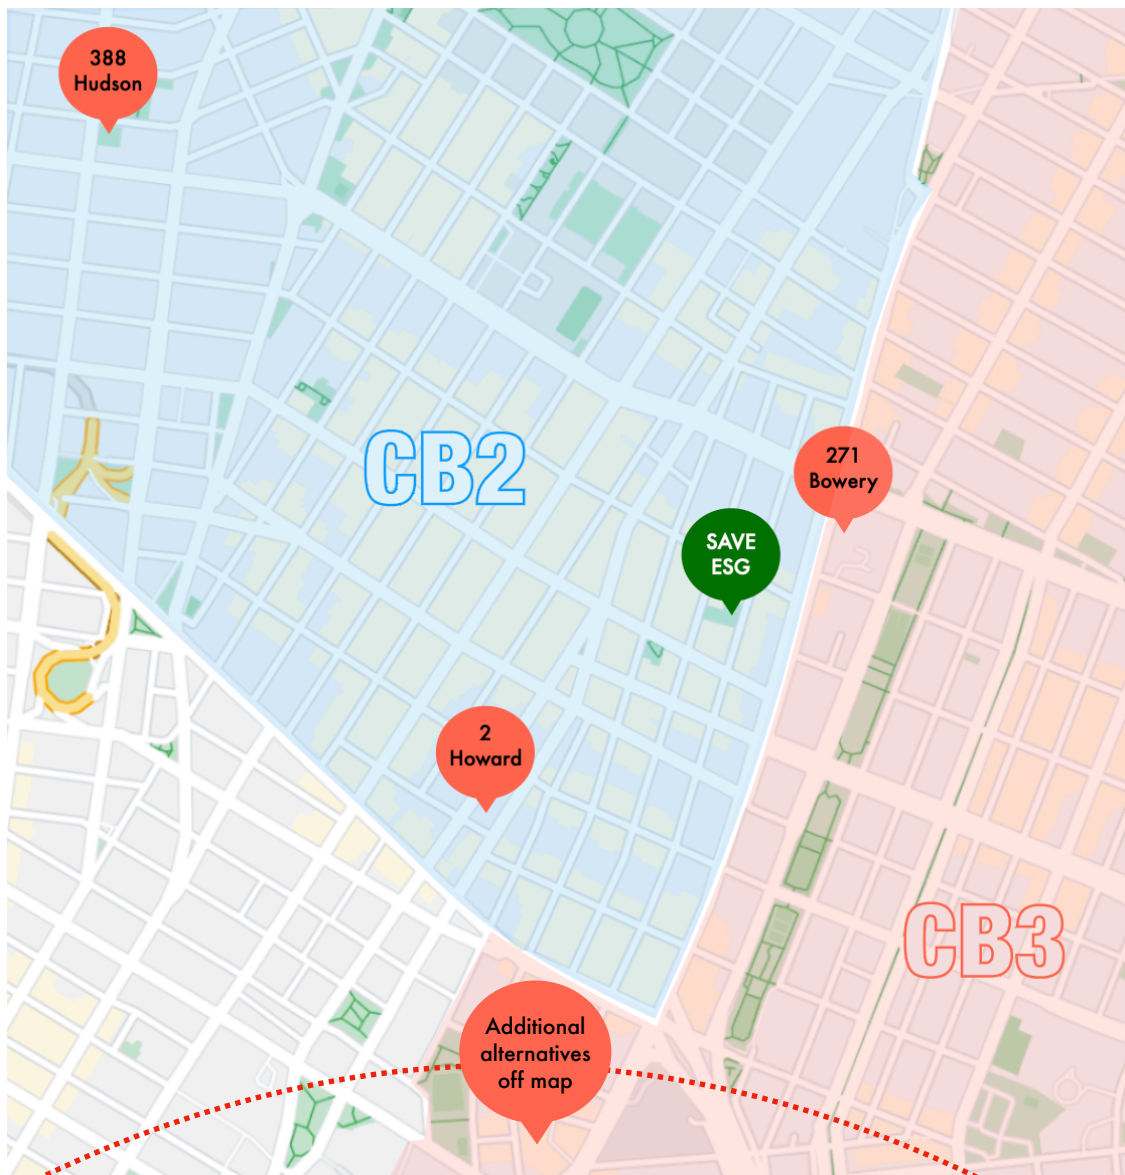 388
Hudson
CB2
271
Bowery
SAVE
ESG
2
Howard
CB3
Additional
alternatives
off map